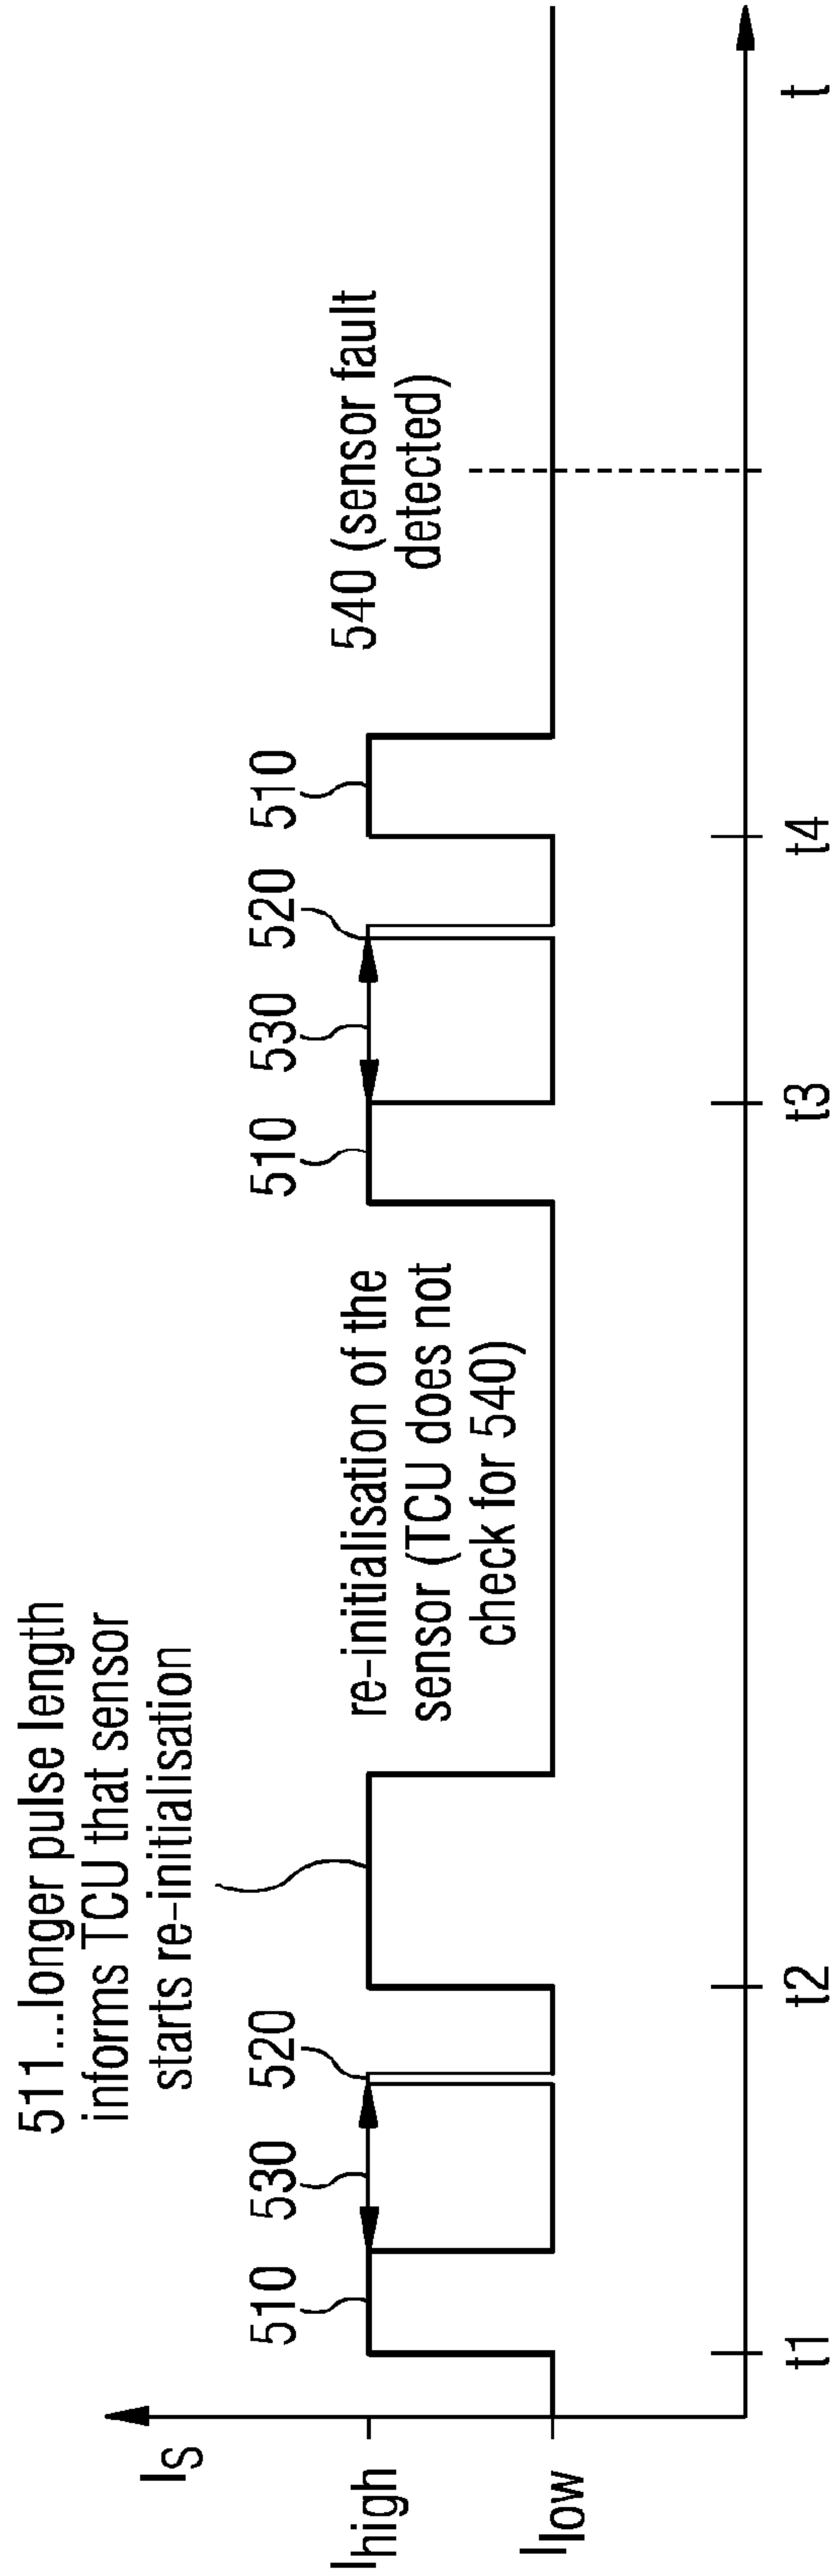 511...longer pulse length
informs TCU that sensor
starts re-initialisation
I_S
I_high
I_low
510
530
520
re-initialisation of the
sensor (TCU does not
check for 540)
510
530
520
510
540 (sensor fault
detected)
t1
t2
t3
t4
t